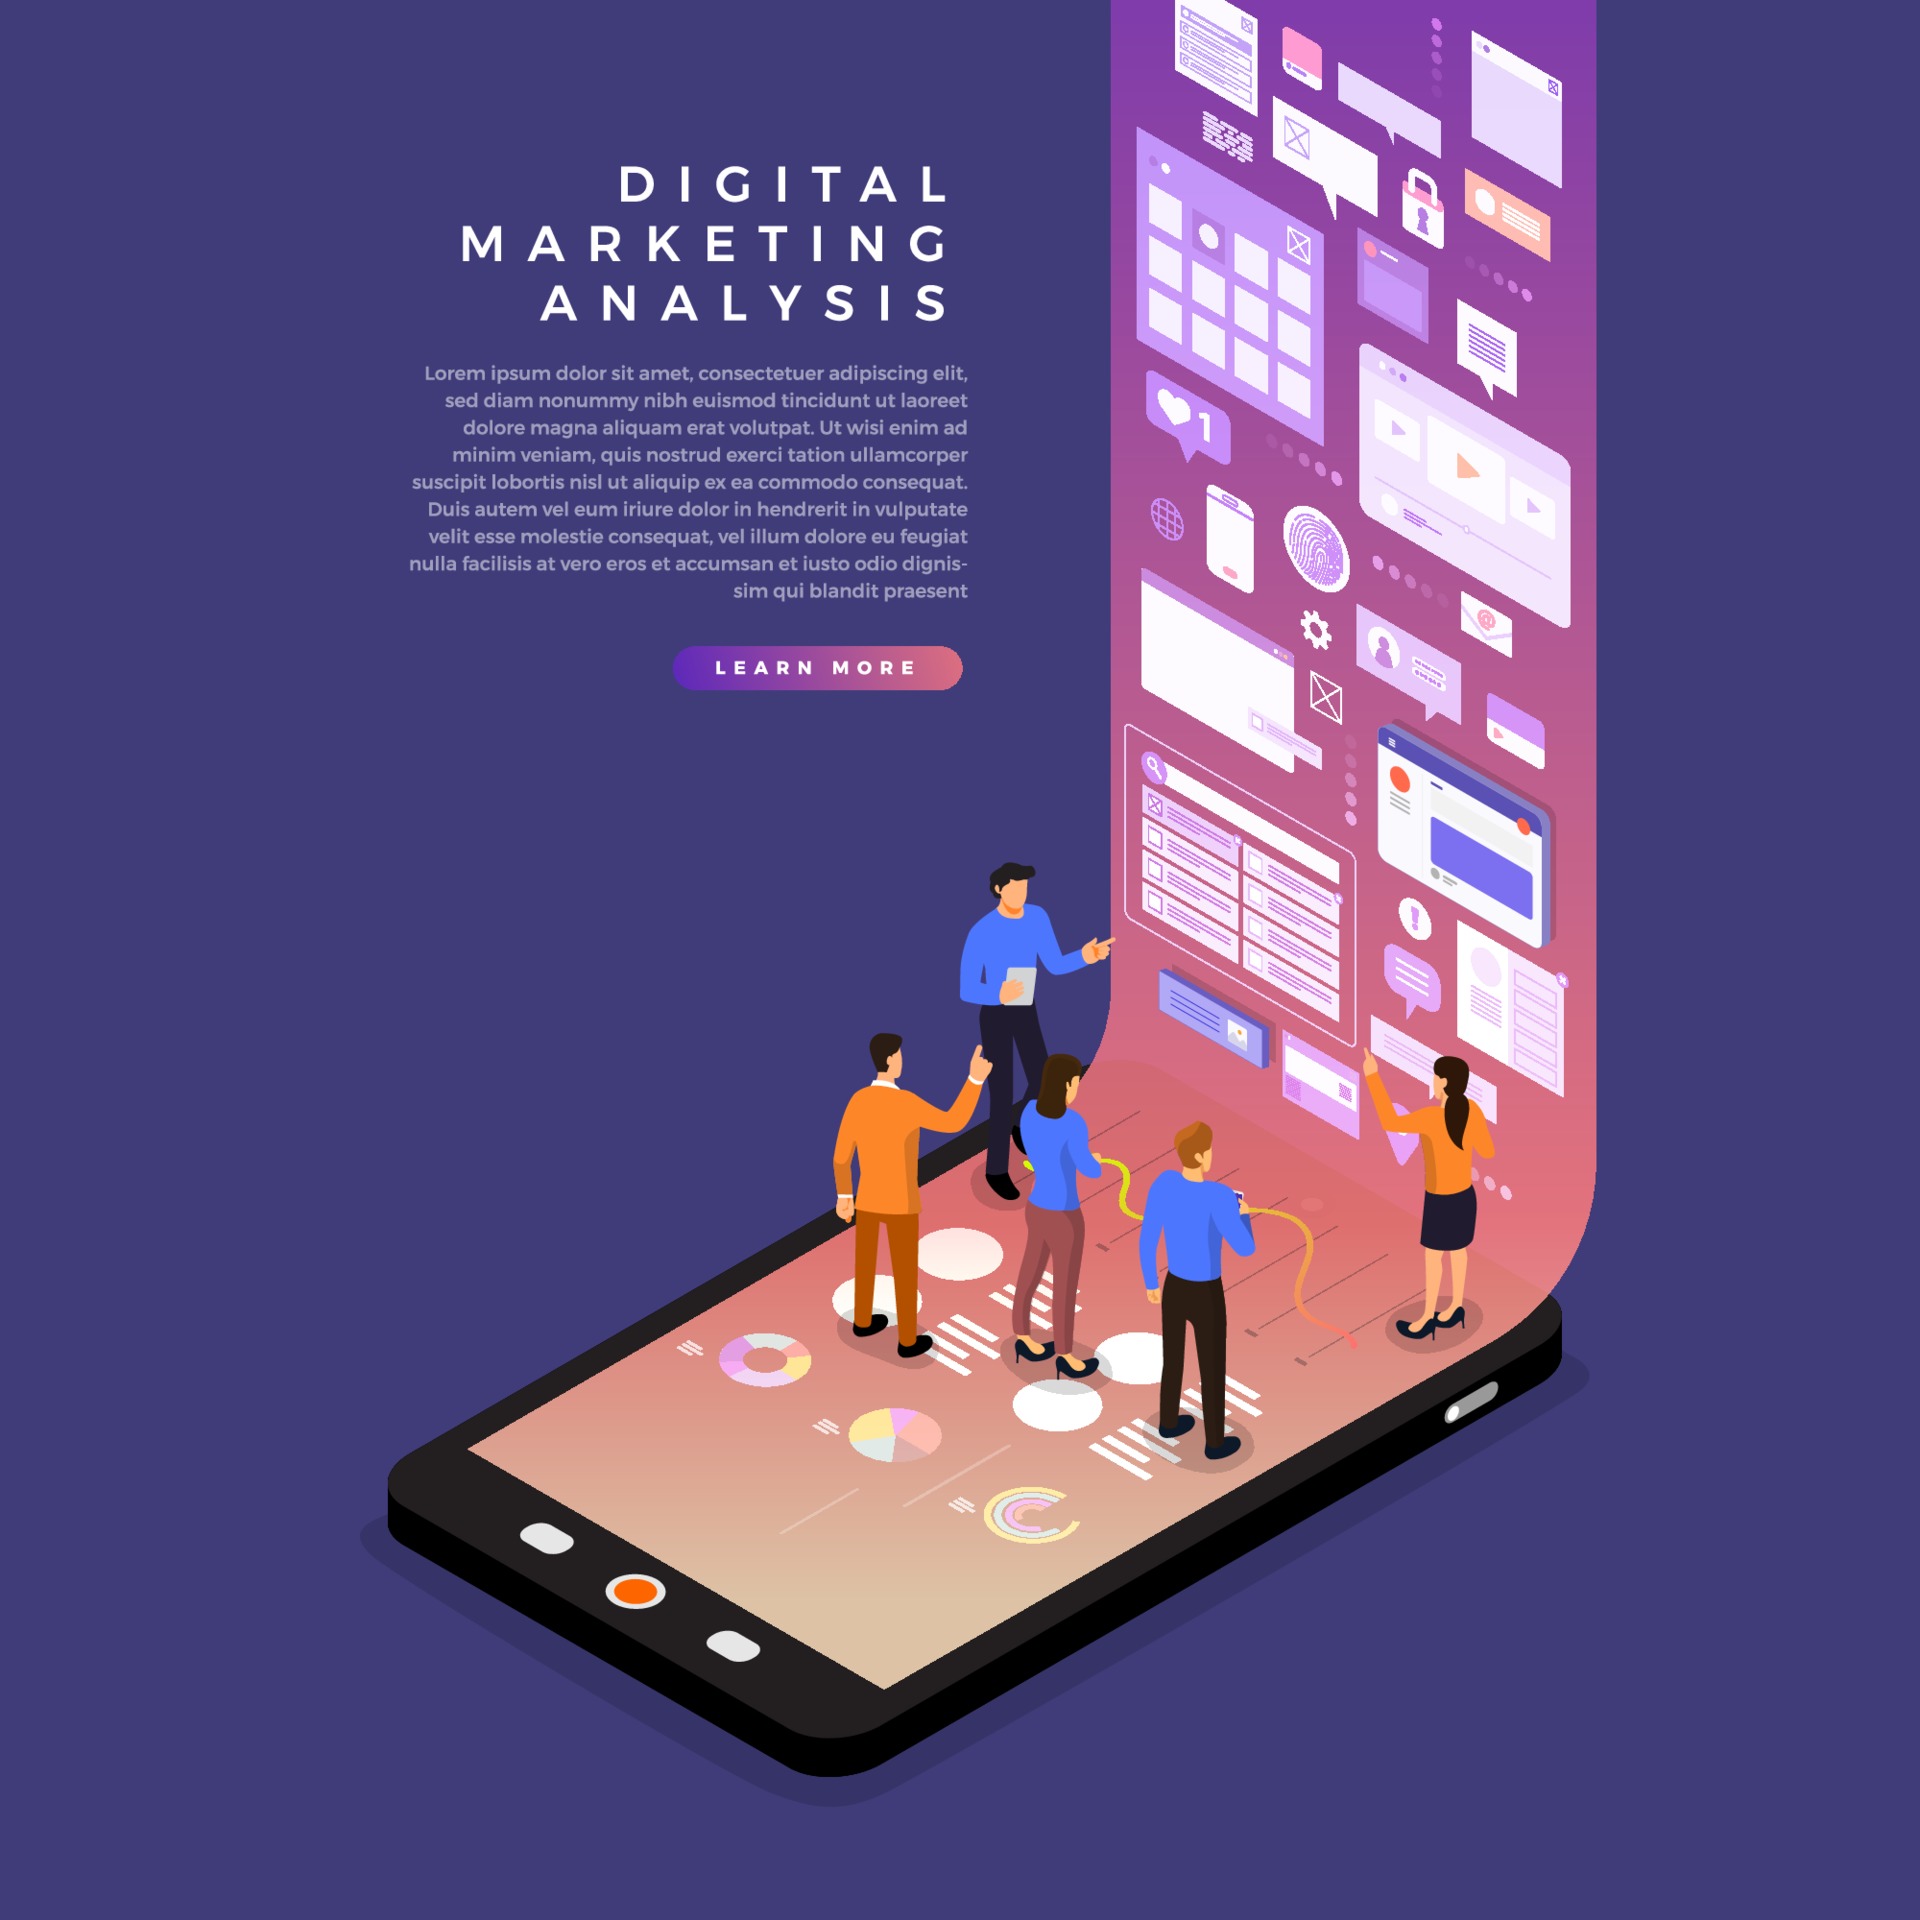 DIGITAL
MARKETING
ANALYSIS
Lorem ipsum dolor sit amet, consectetuer adipiscing elit,
sed diam nonummy nibh euismod tincidunt ut laoreet
dolore magna aliquam erat volutpat. Ut wisi enim ad
minim veniam, quis nostrud exerci tation ullamcorper
suscipit lobortis nisl ut aliquip ex ea commodo consequat.
Duis autem vel eum iriure dolor in hendrerit in vulputate
velit esse molestie consequat, vel illum dolore eu feugiat
nulla facilisis at vero eros et accumsan et iusto odio dignis-
sim qui blandit praesent
LEARN MORE
1
@
!